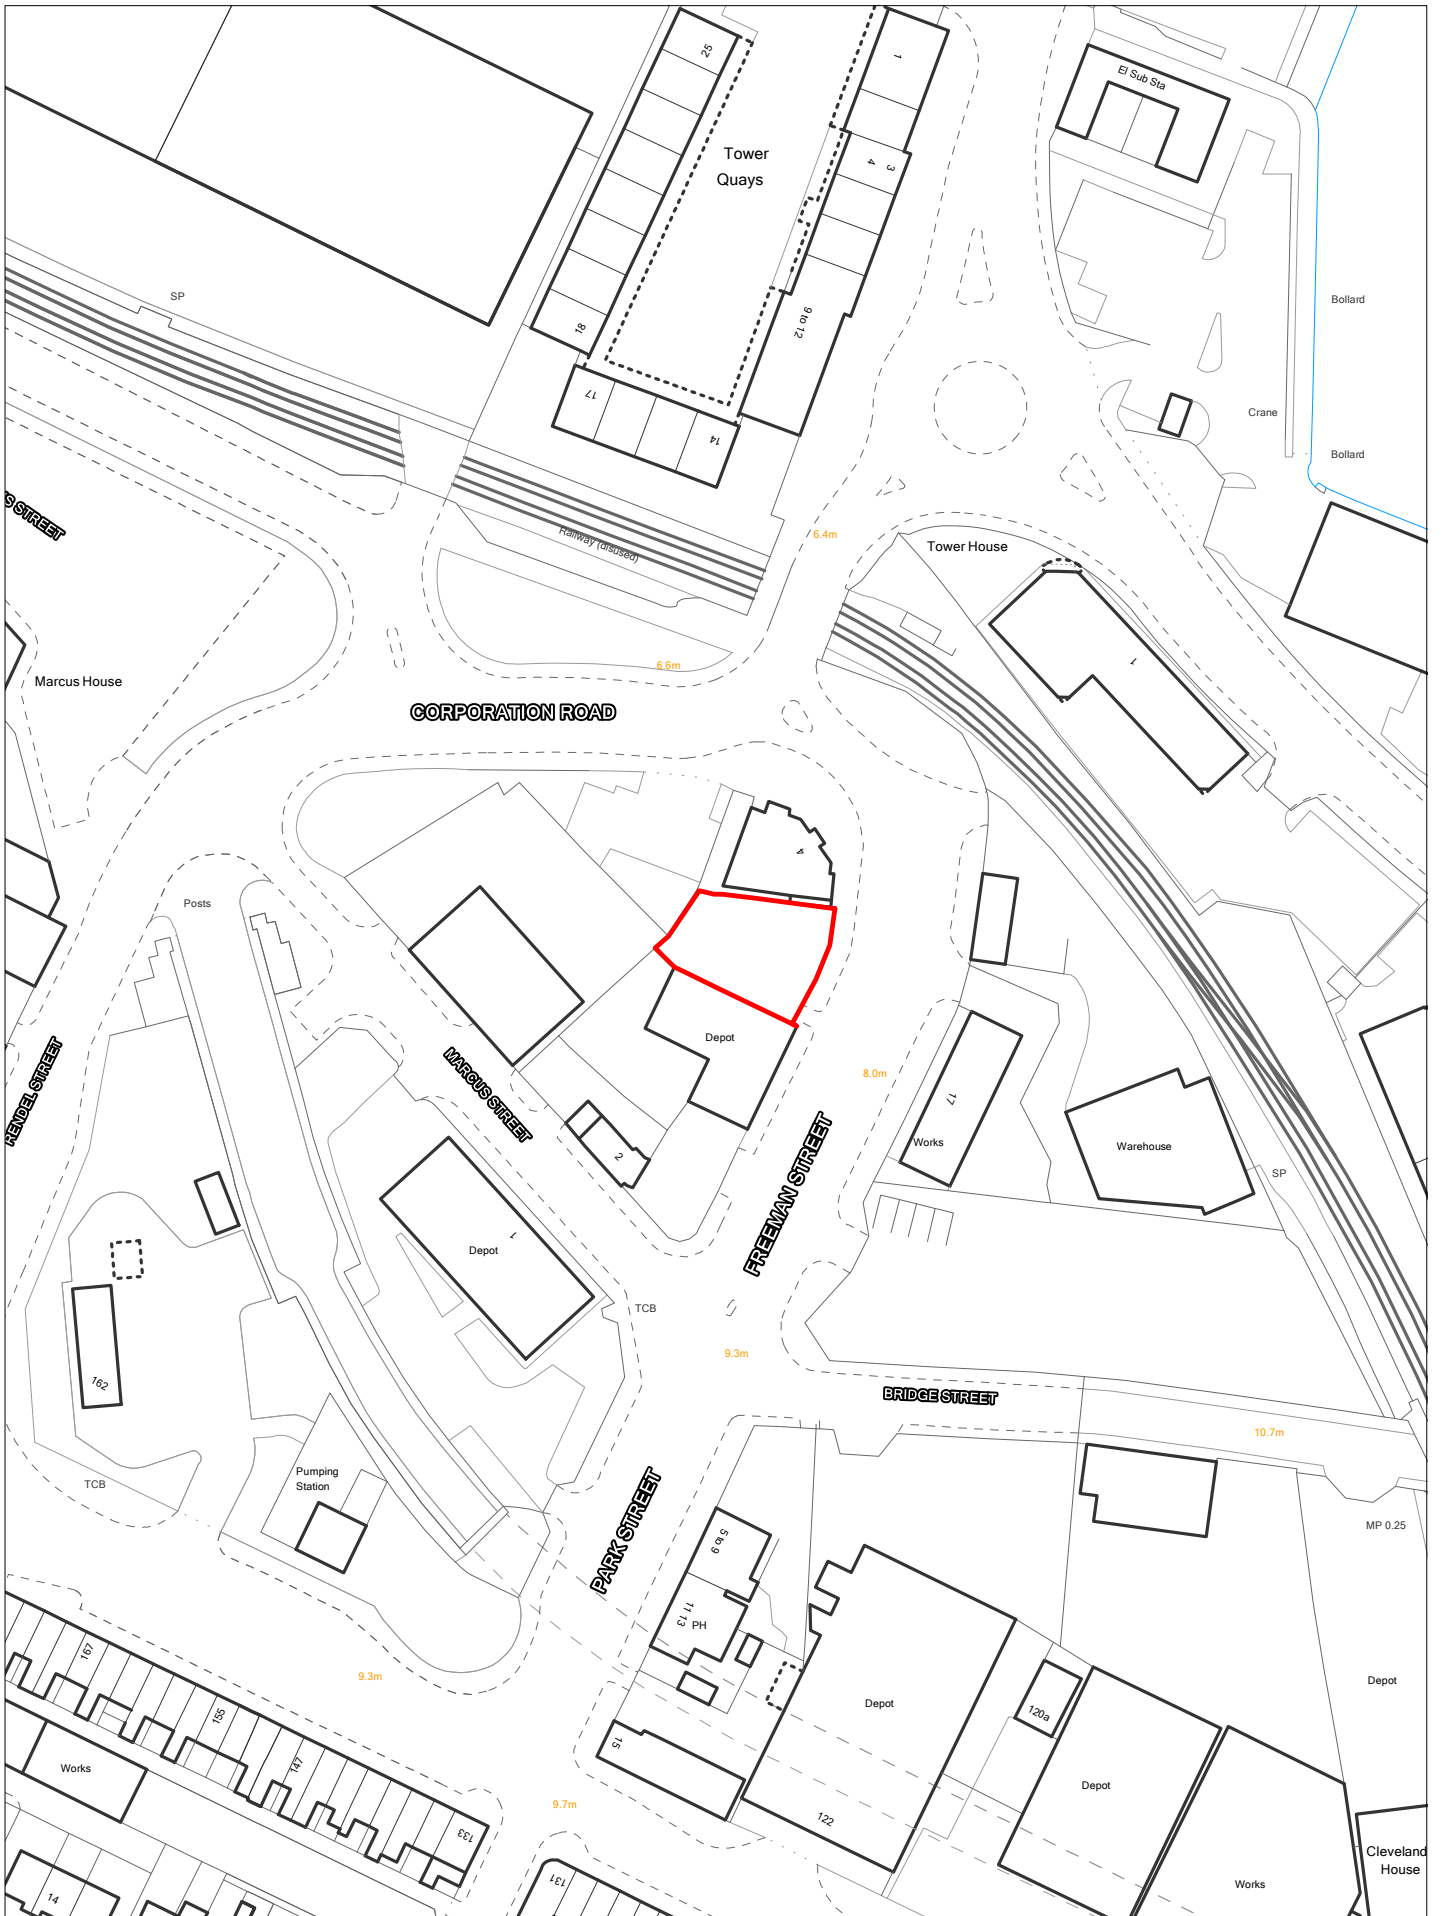 25
1
El Sub Sta
Tower
Quays
3
4
SP
Bollard
18
9 to 12
17
14
Crane
Bollard
S STREET
Railway (disused)
6.4m
Tower House
1
6.6m
Marcus House
CORPORATION ROAD
4
Posts
Depot
MARCUS STREET
8.0m
RENDEL STREET
17
Works
Warehouse
2
SP
FREEMAN STREET
1
Depot
TCB
9.3m
162
BRIDGE STREET
10.7m
Pumping
Station
TCB
PARK STREET
MP 0.25
5 to 9
11 13
PH
167
9.3m
Depot
Depot
155
120a
15
147
Works
Depot
9.7m
122
133
Cleveland
House
131
14
Works